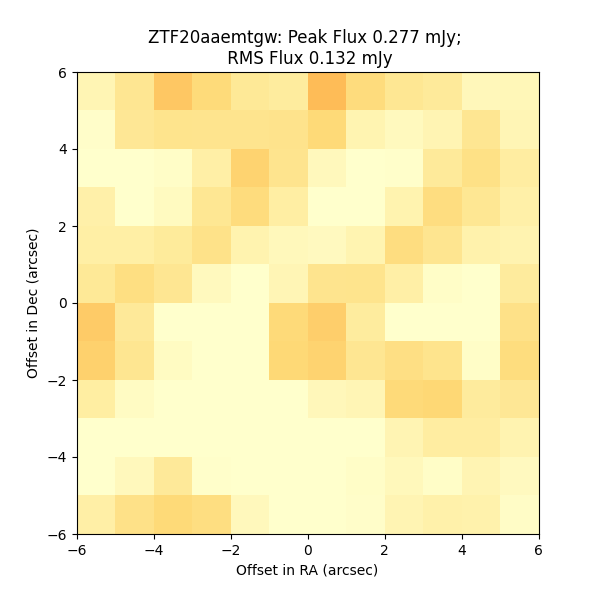 ZTF20aaemtgw: Peak Flux 0.277 mJy;
RMS Flux 0.132 mJy
6
4
2
0
−2
−4
−6
Offset in Dec (arcsec)
−6 −4 −2 0 2 4 6
Offset in RA (arcsec)